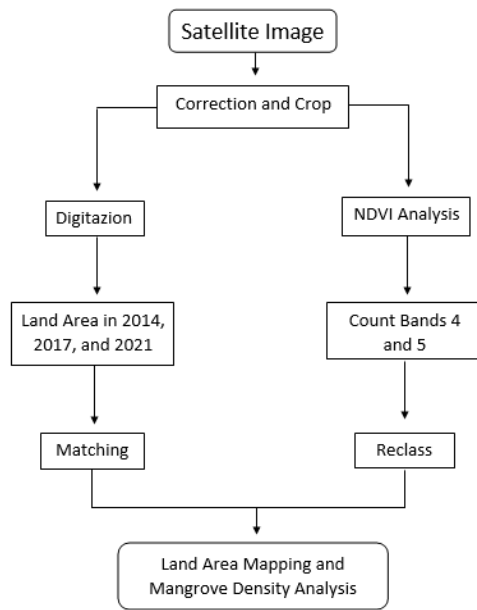 Satellite Image
Correction and Crop
Digitazion
NDVI Analysis
Land Area in 2014,
2017, and 2021
Count Bands 4
and 5
Matching
Reclass
Land Area Mapping and
Mangrove Density Analysis